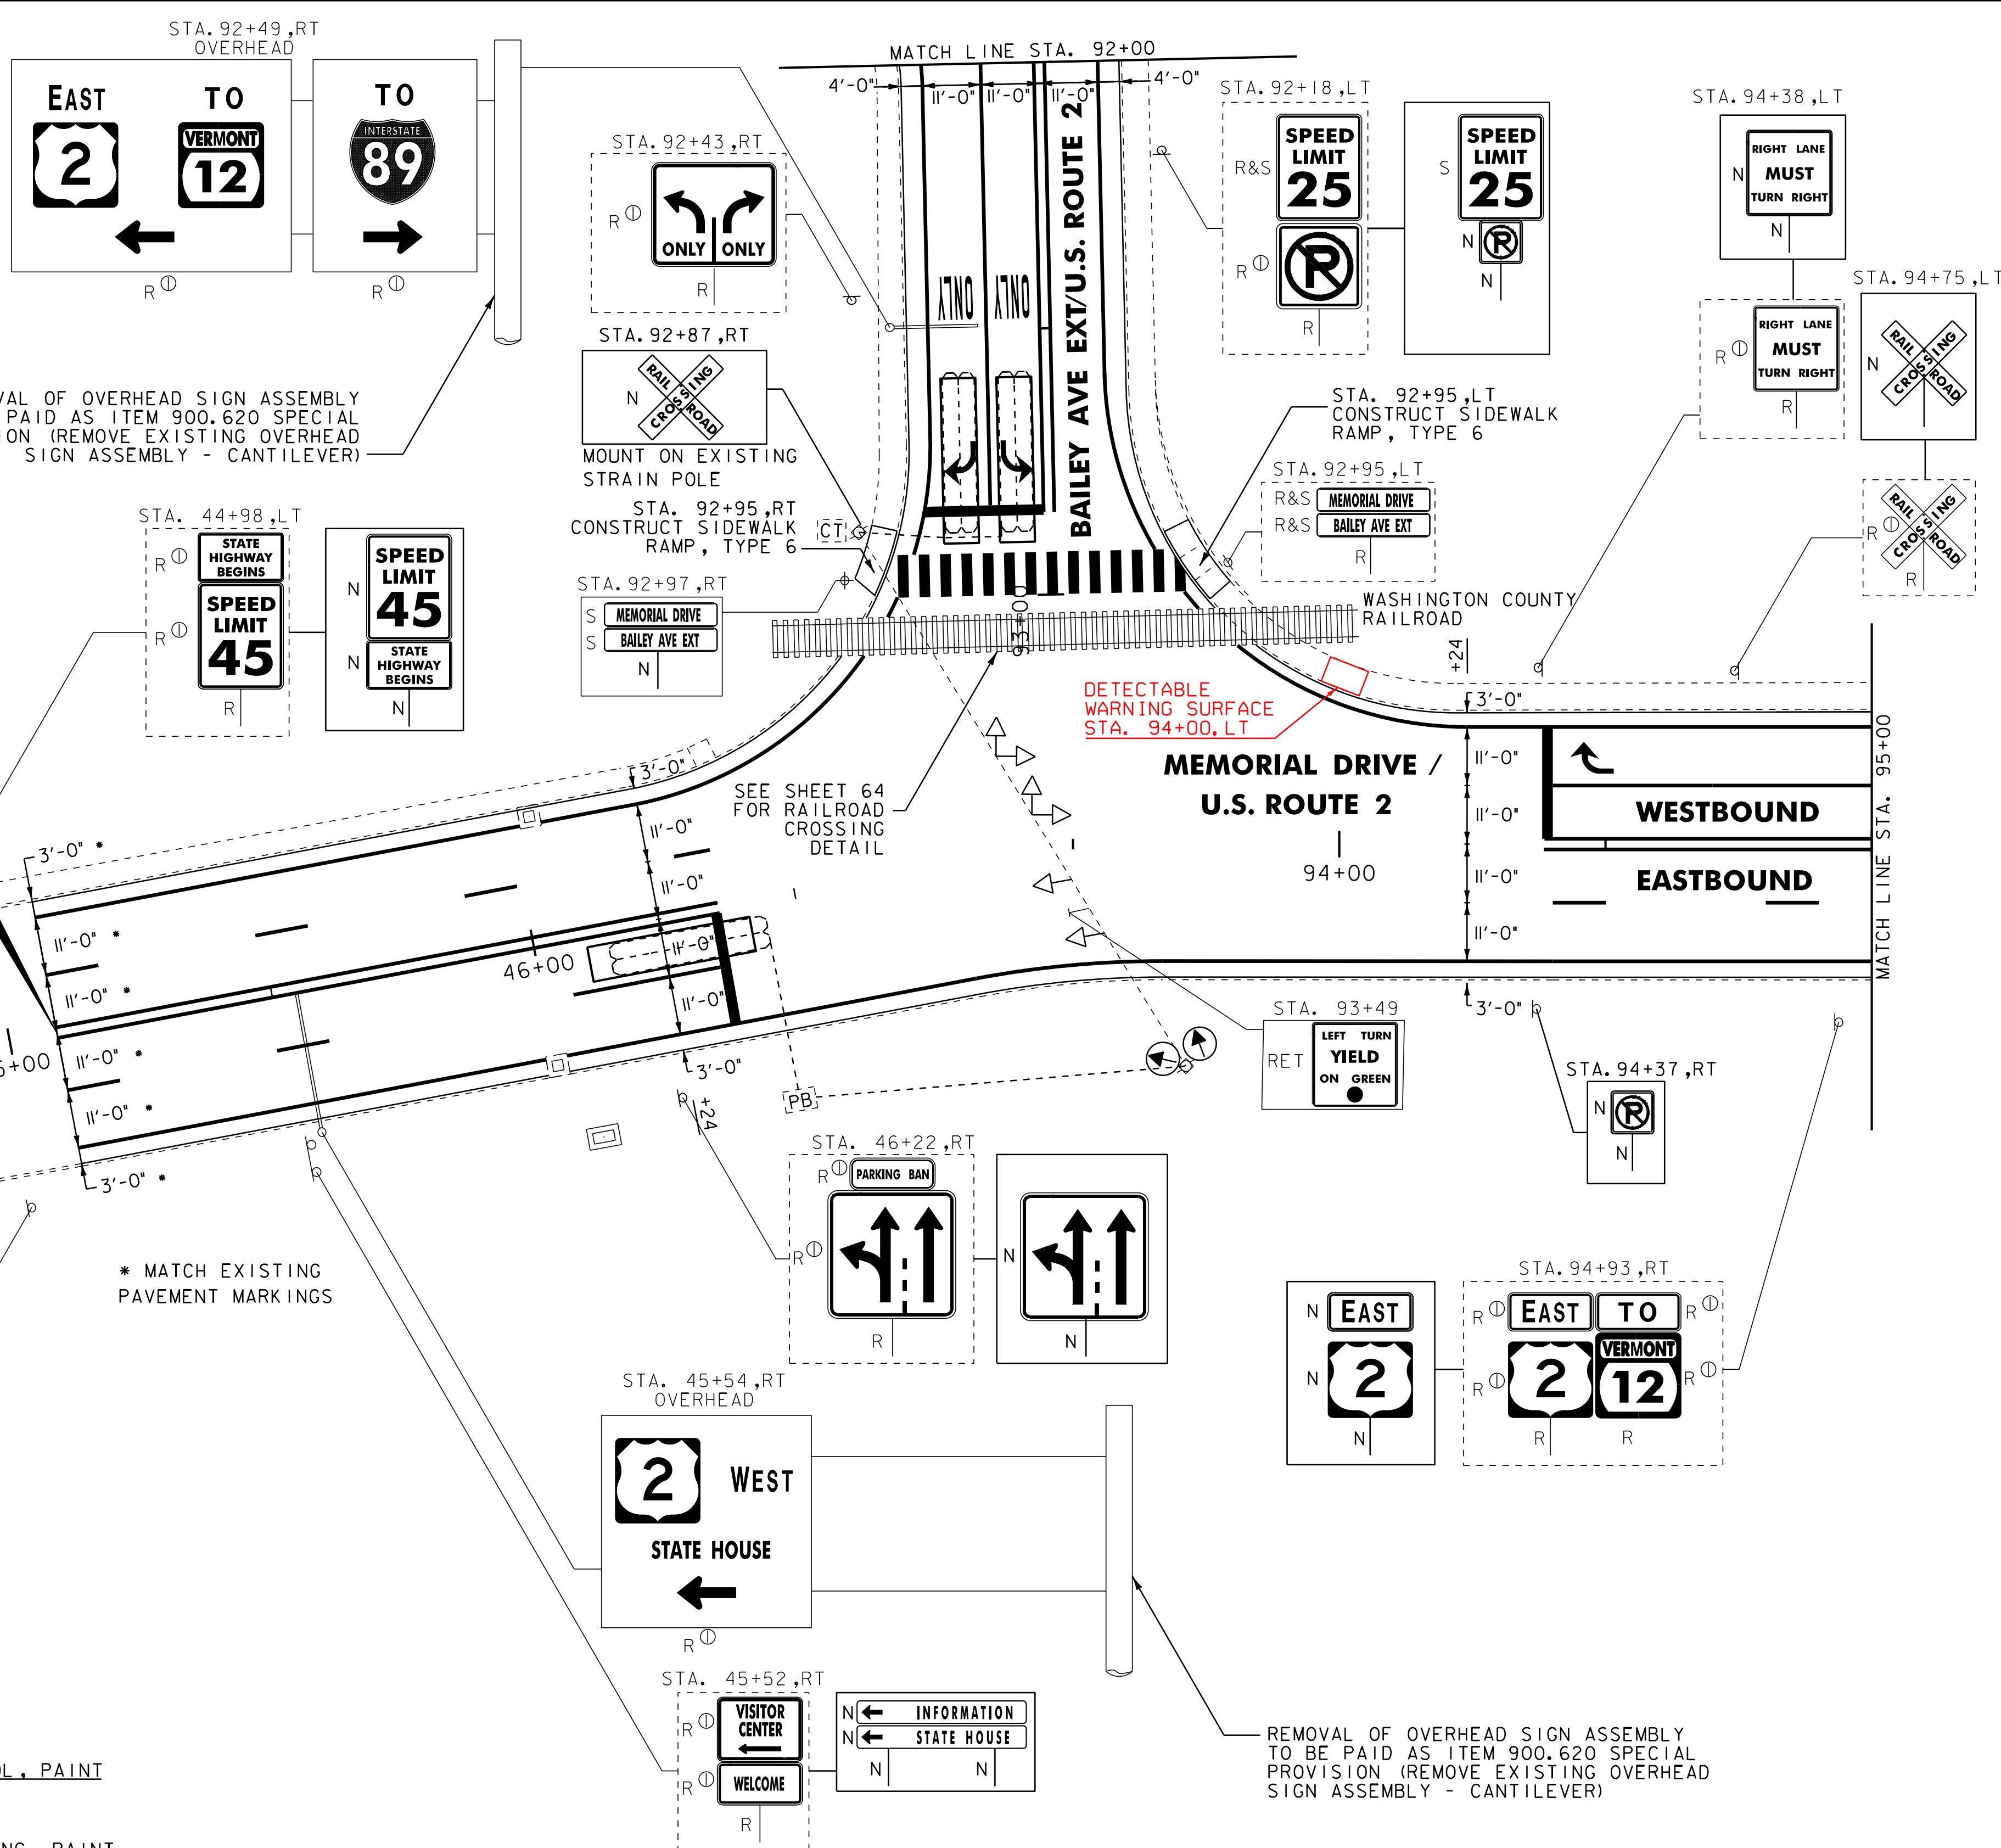 STA. 92+49,RT
OVERHEAD
EAST TO
2 VERMONT 12
R
TO
INTERSTATE
89
R
VAL OF OVERHEAD SIGN ASSEMBLY
PAID AS ITEM 900.620 SPECIAL
ION (REMOVE EXISTING OVERHEAD
SIGN ASSEMBLY - CANTILEVER)
MATCH LINE STA. 92+00
4'-0"
11'-0" 11'-0" 11'-0"
4'-0"
STA. 92+43,RT
R
ONLY ONLY
R
STA. 92+87,RT
N
RAIL ROAD
CROSSING
MOUNT ON EXISTING
STRAIN POLE
STA. 92+95,RT
CONSTRUCT SIDEWALK
RAMP, TYPE 6
CT
STA. 92+97,RT
S MEMORIAL DRIVE
S BAILEY AVE EXT
N
ONLY ONLY
BAILEY AVE EXT/U.S. ROUTE 2
93+00
STA. 92+18,LT
R&S
SPEED
LIMIT
25
R
P
R
S
SPEED
LIMIT
25
N
P
N
STA. 92+95,LT
CONSTRUCT SIDEWALK
RAMP, TYPE 6
STA. 92+95,LT
R&S MEMORIAL DRIVE
R&S BAILEY AVE EXT
R
WASHINGTON COUNTY
RAILROAD
STA. 94+38,LT
N
RIGHT LANE
MUST
TURN RIGHT
N
R
RIGHT LANE
MUST
TURN RIGHT
R
STA. 94+75,LT
N
RAIL ROAD
CROSSING
R
RAIL ROAD
CROSSING
R
STA. 44+98,LT
R
STATE
HIGHWAY
BEGINS
R
SPEED
LIMIT
45
R
N
SPEED
LIMIT
45
N
STATE
HIGHWAY
BEGINS
N
DETECTABLE
WARNING SURFACE
STA. 94+00,LT
MEMORIAL DRIVE /
U.S. ROUTE 2
94+00
+24
3'-0"
11'-0"
11'-0"
11'-0"
11'-0"
3'-0"
WESTBOUND
EASTBOUND
MATCH LINE STA. 95+00
SEE SHEET 64
FOR RAILROAD
CROSSING
DETAIL
3'-0"
11'-0"
11'-0"
11'-0"
11'-0"
3'-0"
+24
46+00
3'-0" *
11'-0" *
11'-0" *
11'-0" *
11'-0" *
3'-0" *
5+00
PB
* MATCH EXISTING
PAVEMENT MARKINGS
STA. 93+49
RET
LEFT TURN
YIELD
ON GREEN
STA. 94+37,RT
N
P
N
STA. 46+22,RT
R
PARKING BAN
R
R
N
N
STA. 94+93,RT
N EAST
N 2
N
R EAST TO R
R 2 VERMONT 12 R
R R
STA. 45+54,RT
OVERHEAD
2 WEST
STATE HOUSE
R
STA. 45+52,RT
R
VISITOR
CENTER
R
WELCOME
R
N INFORMATION
N STATE HOUSE
N N
REMOVAL OF OVERHEAD SIGN ASSEMBLY
TO BE PAID AS ITEM 900.620 SPECIAL
PROVISION (REMOVE EXISTING OVERHEAD
SIGN ASSEMBLY - CANTILEVER)
OL, PAINT